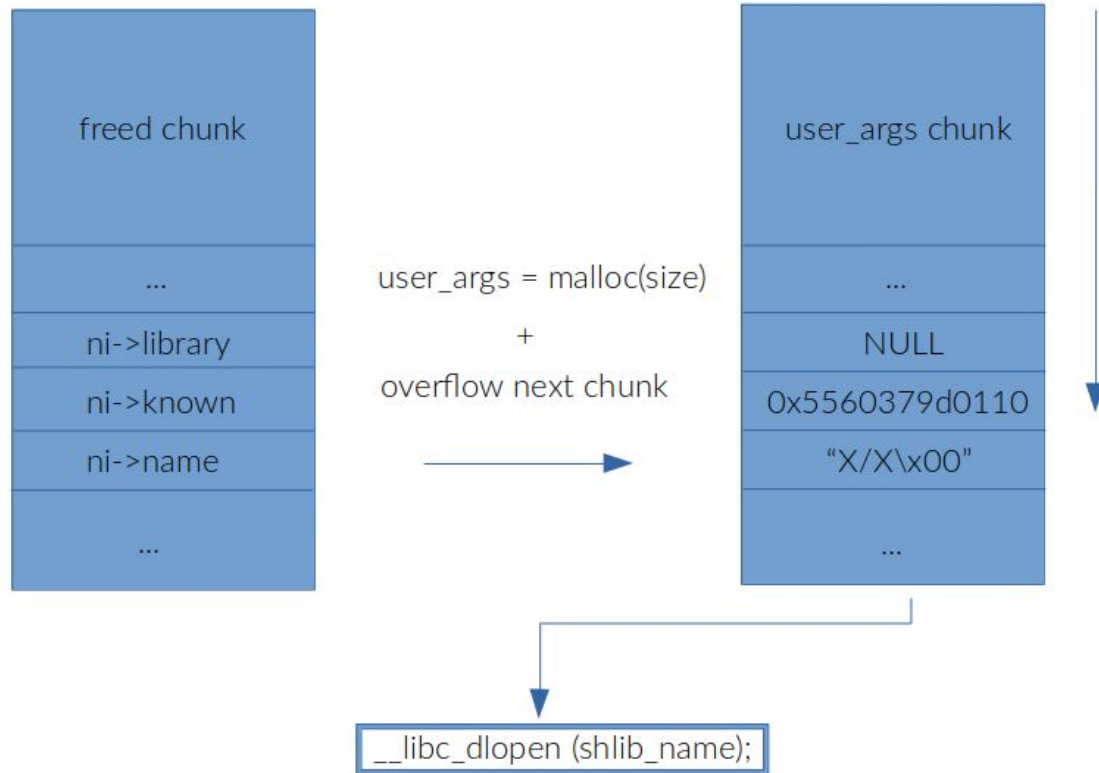 freed chunk
...
ni->library
ni->known
ni->name
...
user_args = malloc(size)
+
overflow next chunk
user_args chunk
...
NULL
0x5560379d0110
“X/X\x00”
...
__libc_dlopen (shlib_name);